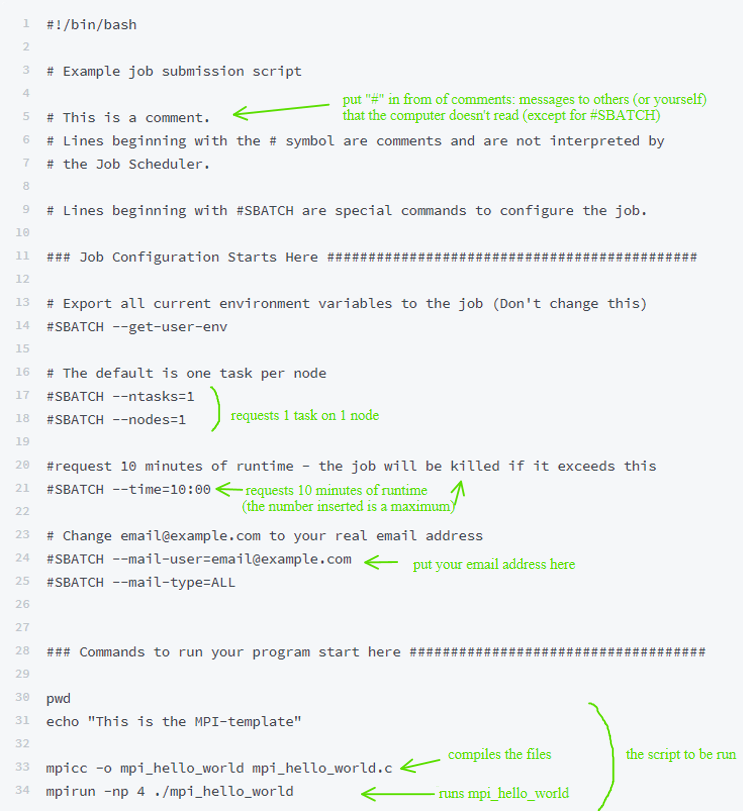 1 #!/bin/bash
2
3 # Example job submission script
4
put "#" in from of comments: messages to others (or yourself)
5 # This is a comment.
that the computer doesn't read (except for #SBATCH)
6 # Lines beginning with the # symbol are comments and are not interpreted by
7 # the Job Scheduler.
8
9 # Lines beginning with #SBATCH are special commands to configure the job.
10
11 ### Job Configuration Starts Here #############################################
12
13 # Export all current environment variables to the job (Don't change this)
14 #SBATCH --get-user-env
15
16 # The default is one task per node
17 #SBATCH --ntasks=1
requests 1 task on 1 node
18 #SBATCH --nodes=1
19
20 #request 10 minutes of runtime - the job will be killed if it exceeds this
21 #SBATCH --time=10:00 requests 10 minutes of runtime
22 (the number inserted is a maximum)
23 # Change email@example.com to your real email address
24 #SBATCH --mail-user=email@example.com put your email address here
25 #SBATCH --mail-type=ALL
26
27
28 ### Commands to run your program start here ####################################
29
30 pwd
31 echo "This is the MPI-template"
32
compiles the files the script to be run
33 mpicc -o mpi_hello_world mpi_hello_world.c
34 mpirun -np 4 ./mpi_hello_world runs mpi_hello_world